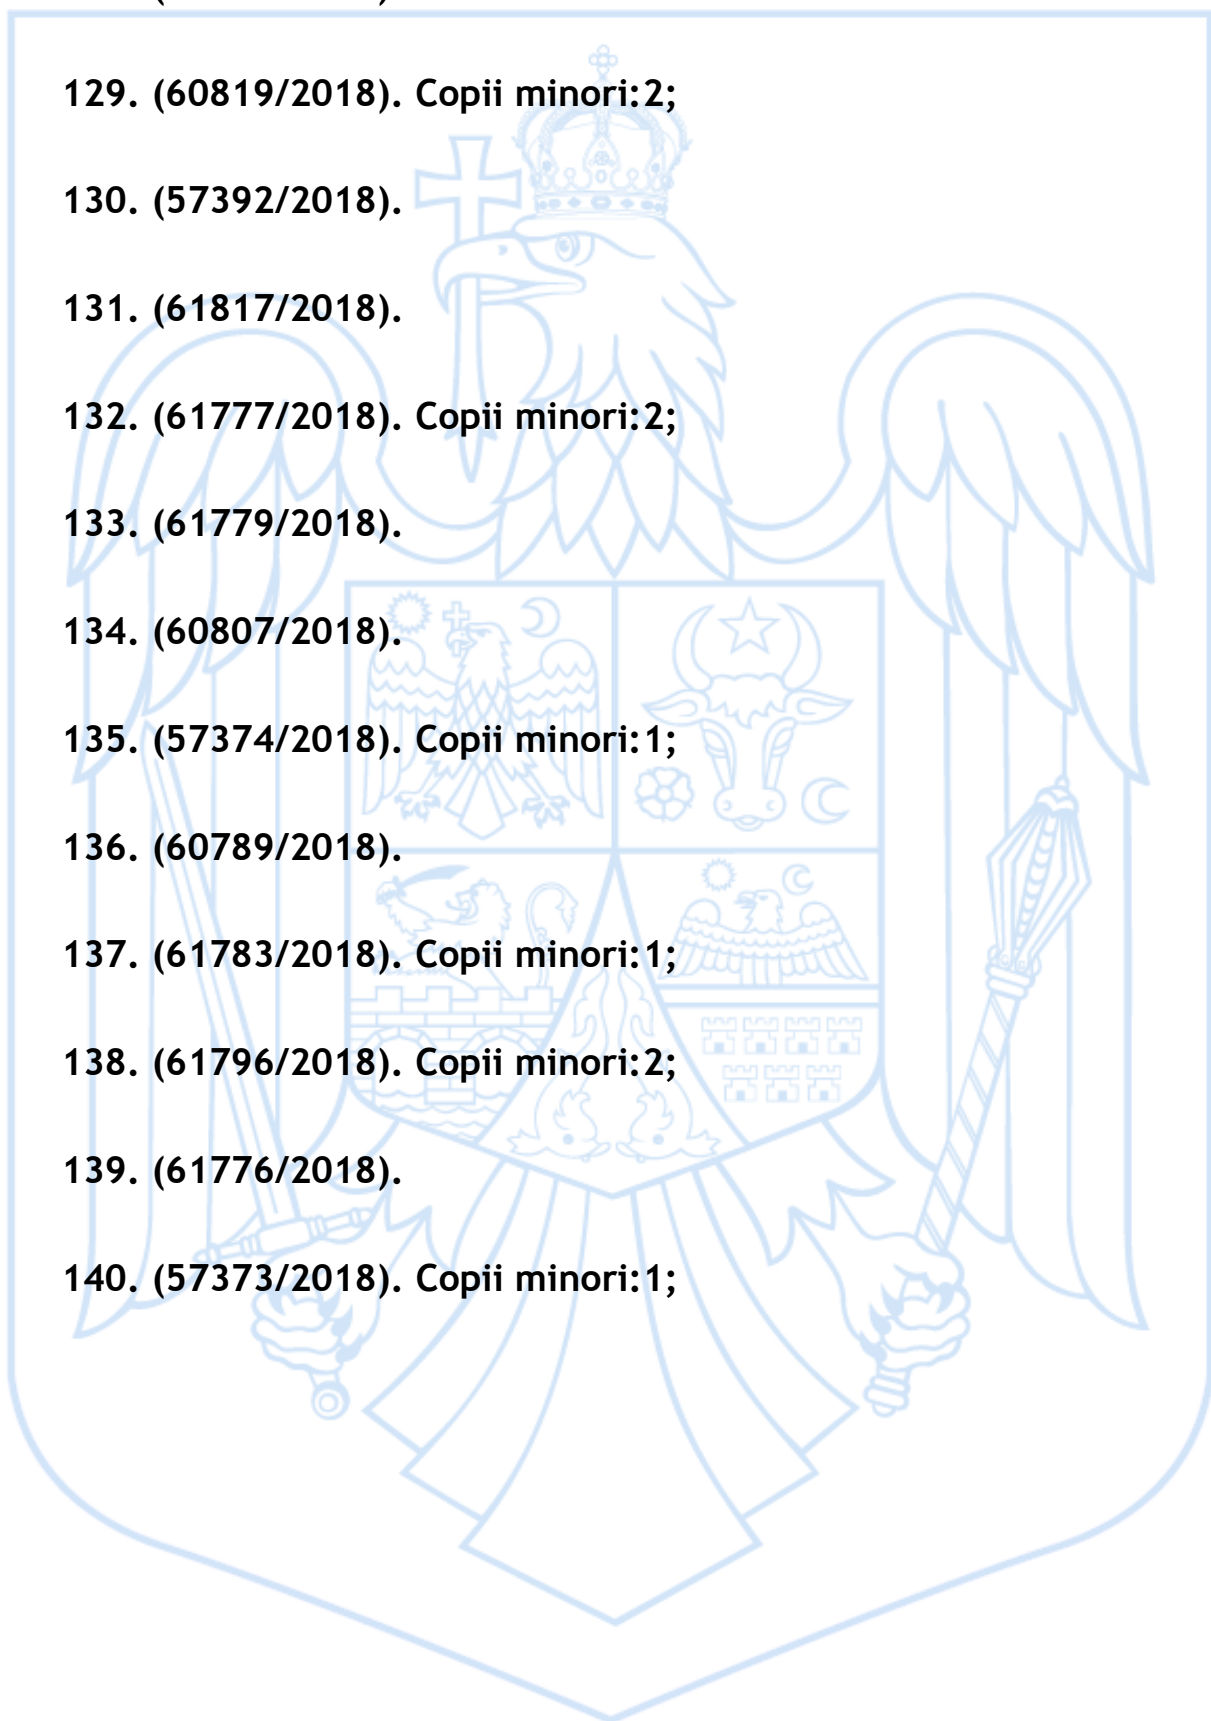 129. (60819/2018). Copii minori:2;
130. (57392/2018).
131. (61817/2018).
132. (61777/2018). Copii minori:2;
133. (61779/2018).
134. (60807/2018).
135. (57374/2018). Copii minori:1;
136. (60789/2018).
137. (61783/2018). Copii minori:1;
138. (61796/2018). Copii minori:2;
139. (61776/2018).
140. (57373/2018). Copii minori:1;